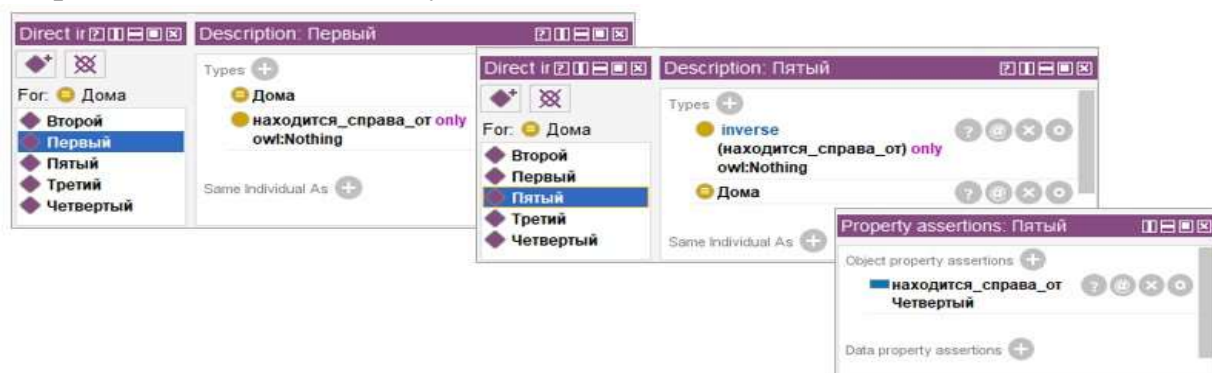 Direct ir
Description: Первый
For: Дома
Второй
Первый
Пятый
Третий
Четвертый
Types
Дома
находится_справа_от only
owl:Nothing
Same Individual As
Direct ir
Description: Пятый
For: Дома
Второй
Первый
Пятый
Третий
Четвертый
Types
inverse
(находится_справа_от) only
owl:Nothing
Дома
Same Individual As
Property assertions: Пятый
Object property assertions
находится_справа_от
Четвертый
Data property assertions